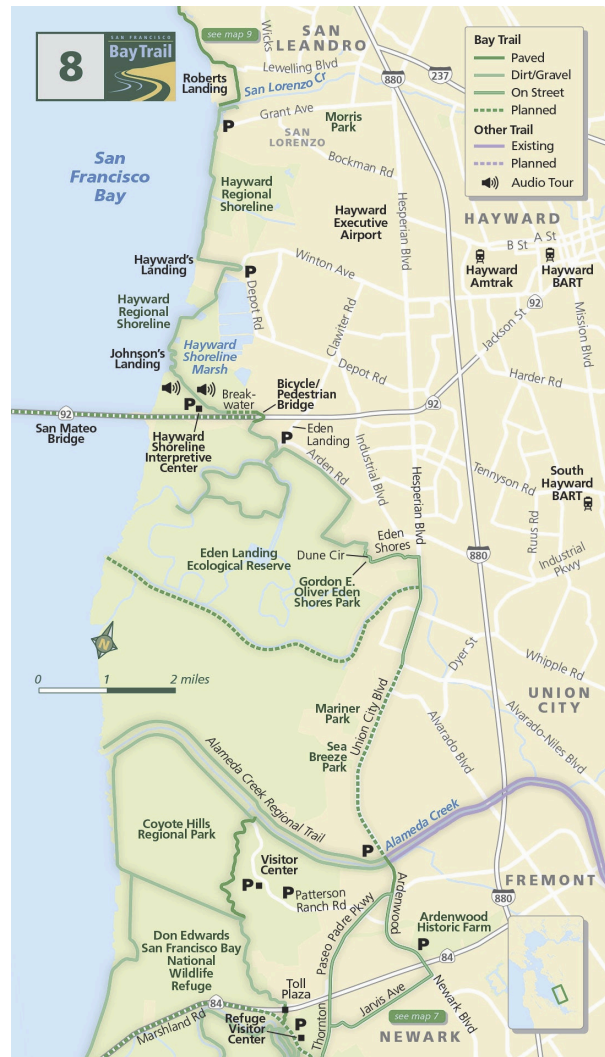 8
SAN FRANCISCO
Bay Trail
see map 9
Wicks
SAN
LEANDRO
Lewelling Blvd
880
237
Bay Trail
Paved
Dirt/Gravel
On Street
Planned
Other Trail
Existing
Planned
Audio Tour
Roberts
Landing
San Lorenzo Cr
Grant Ave
P
Morris
Park
SAN
LORENZO
Bockman Rd
San
Francisco
Bay
Hayward
Regional
Shoreline
Hayward
Executive
Airport
Hesperian Blvd
HAYWARD
A St
B St
Hayward
Amtrak
Hayward
BART
Hayward's
Landing
P
Winton Ave
Depot Rd
Clawiter Rd
92
Jackson St
Mission Blvd
Hayward
Regional
Shoreline
Hayward
Shoreline
Marsh
Johnson's
Landing
Depot Rd
Harder Rd
Bicycle/
Pedestrian
Bridge
Break-
water
P
92
92
San Mateo
Bridge
Hayward
Shoreline
Interpretive
Center
P
Eden
Landing
Arden Rd
Industrial Blvd
Hesperian Blvd
Tennyson Rd
South
Hayward
BART
Ruus Rd
Eden
Shores
Dune Cir
880
Industrial
Pkwy
Eden Landing
Ecological Reserve
Gordon E.
Oliver Eden
Shores Park
N
0
1
2 miles
Dyer St
Whipple Rd
UNION
CITY
Mariner
Park
Union City Blvd
Sea
Breeze
Park
Alvarado Blvd
Alvarado-Niles Blvd
Alameda Creek Regional Trail
Alameda Creek
Coyote Hills
Regional Park
P
Visitor
Center
P
P
Patterson
Ranch Rd
Ardenwood
FREMONT
880
Paseo Padre Pkwy
Ardenwood
Historic Farm
P
Don Edwards
San Francisco Bay
National
Wildlife
Refuge
84
Toll
Plaza
Jarvis Ave
84
Marshland Rd
Refuge
Visitor
Center
P
Thornton
see map 7
Newark Blvd
NEWARK